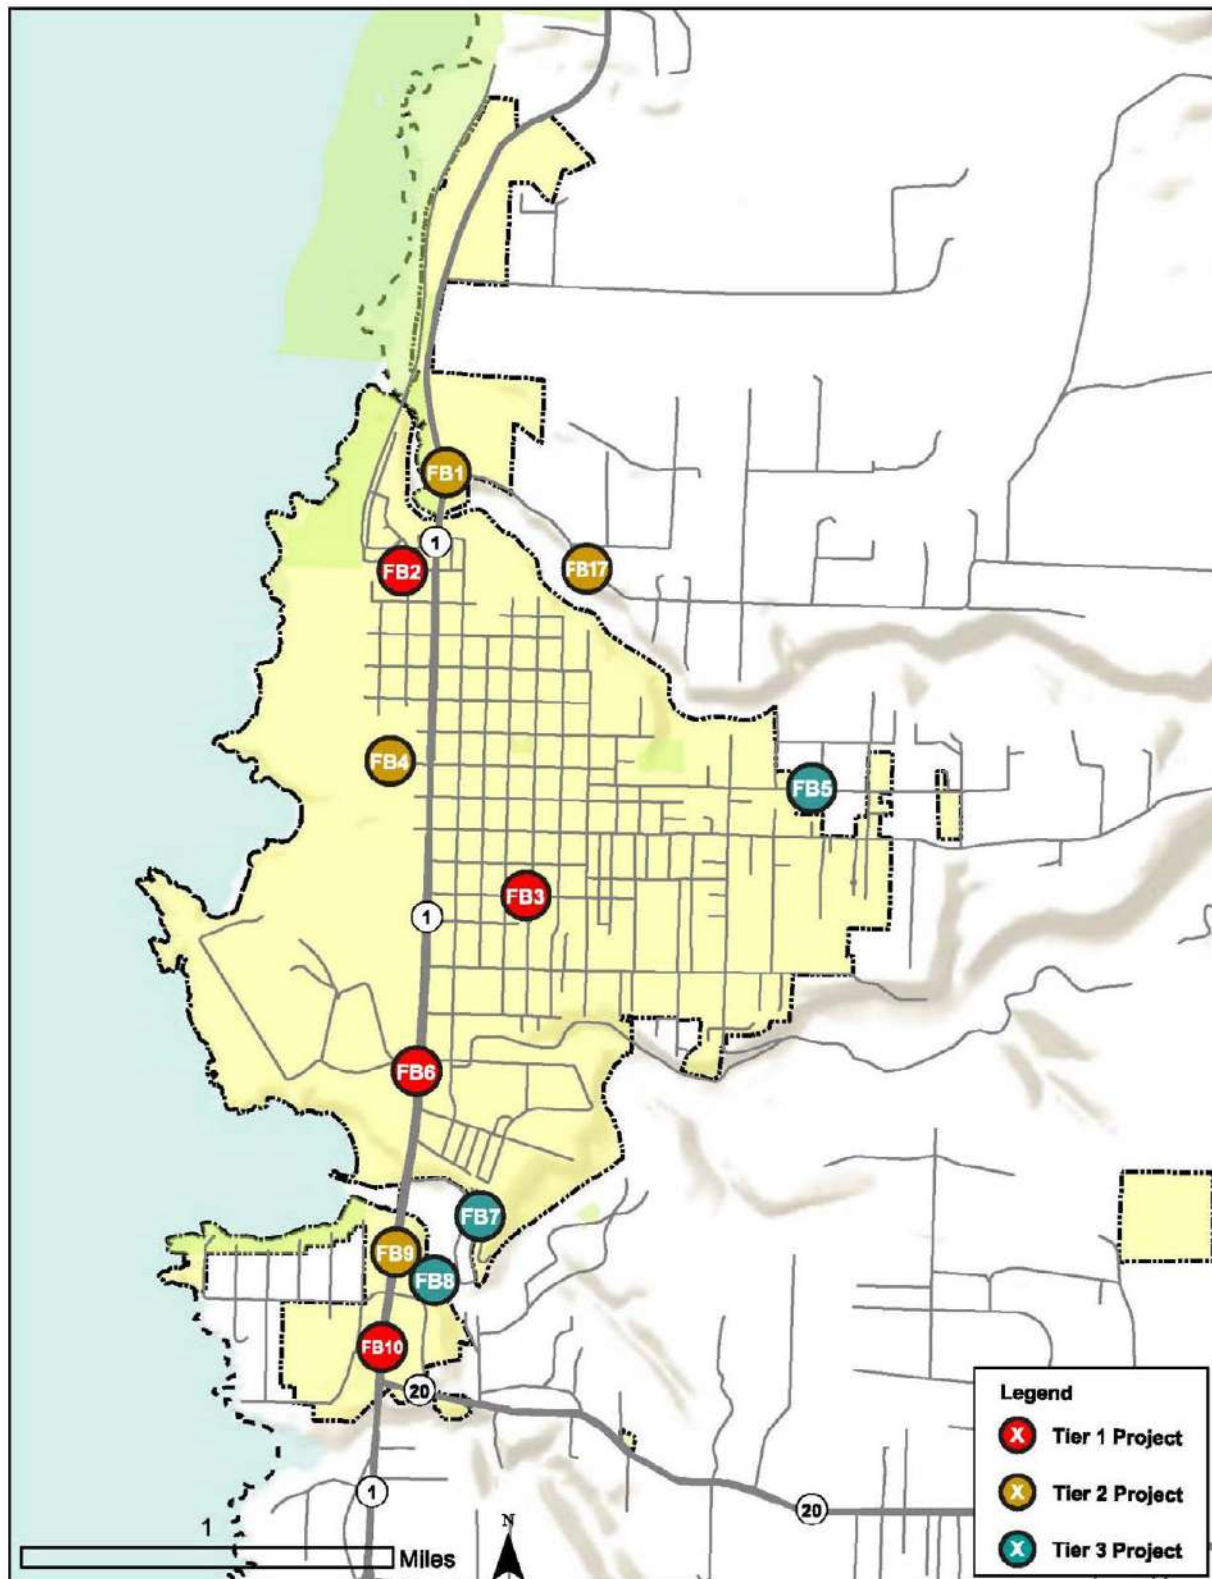 FB1
1
FB2
FB17
FB4
FB5
FB3
1
FB6
FB7
FB9
FB8
FB10
20
1
20
1
Miles
N
Legend
X Tier 1 Project
X Tier 2 Project
X Tier 3 Project